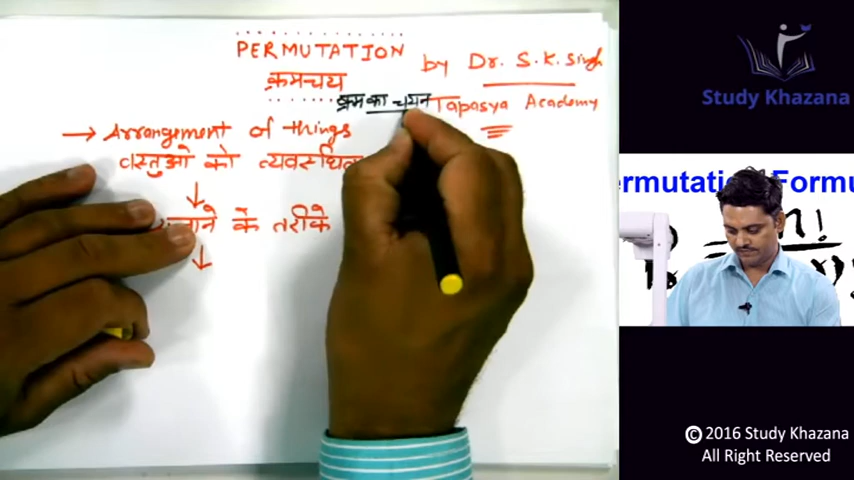 PERMUTATION
by Dr. S.K. Singh
क्रमचय
क्रम का चयन
Tapasya Academy
→ Arrangement of things
वस्तुओ को व्यवस्थित
↓
के तरीके
↓
Study Khazana
Formu
n!
© 2016 Study Khazana
All Right Reserved